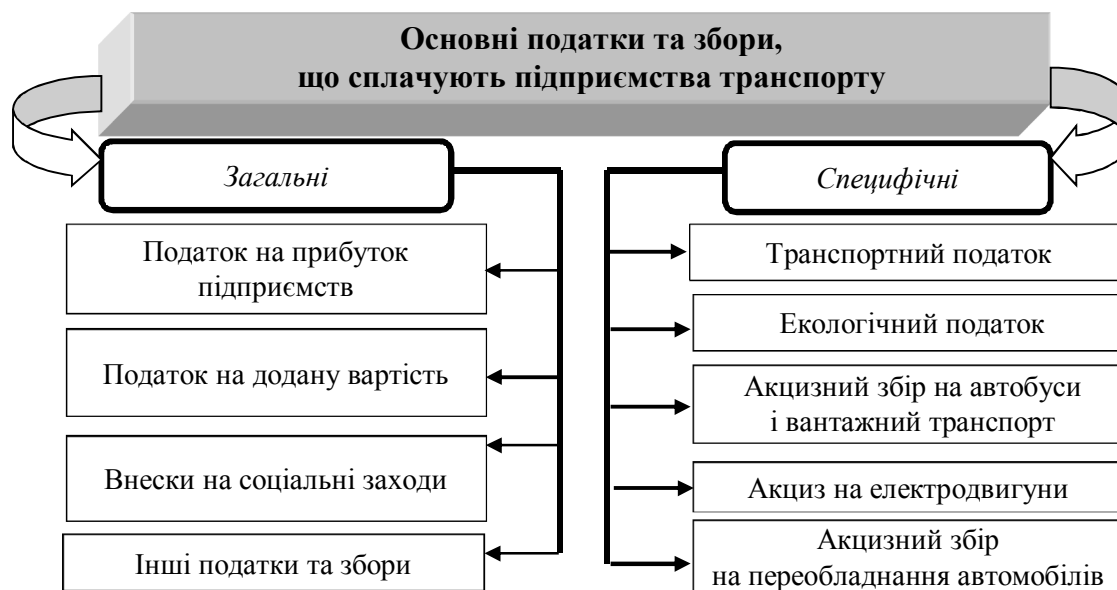 Основні податки та збори,
що сплачують підприємства транспорту
Загальні
Податок на прибуток
підприємств
Податок на додану вартість
Внески на соціальні заходи
Інші податки та збори
Специфічні
Транспортний податок
Екологічний податок
Акцизний збір на автобуси
і вантажний транспорт
Акциз на електродвигуни
Акцизний збір
на переобладнання автомобілів